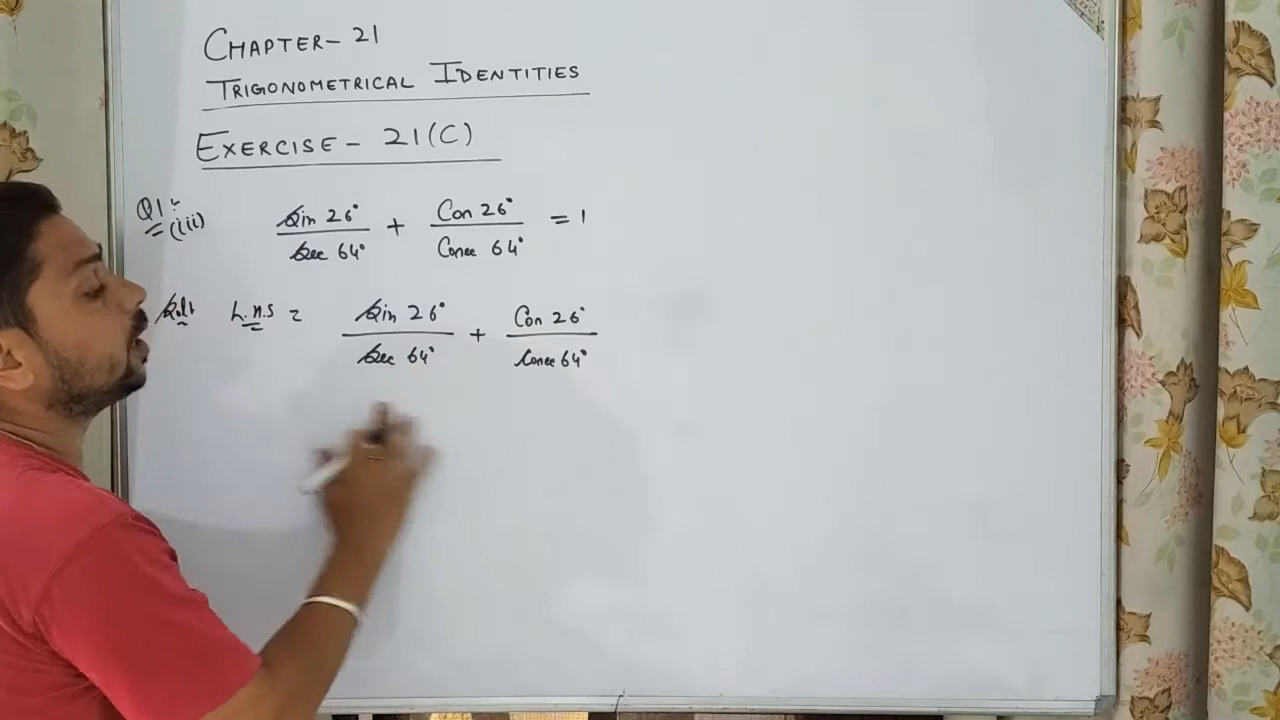 CHAPTER- 21
TRIGONOMETRICAL IDENTITIES
EXERCISE - 21(C)
Q1. (iii) Sin 26° / Sec 64° + Cos 26° / Cosec 64° = 1
Sol: L.H.S = Sin 26° / Sec 64° + Cos 26° / Cosec 64°